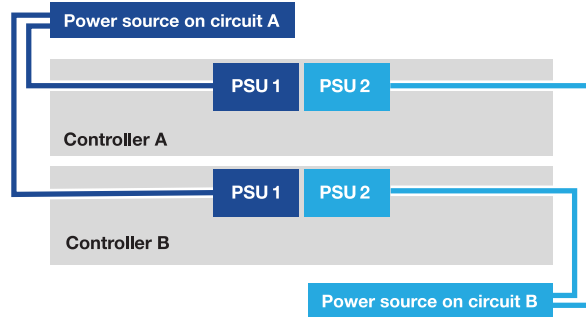 Power source on circuit A
PSU 1
PSU 2
Controller A
PSU 1
PSU 2
Controller B
Power source on circuit B